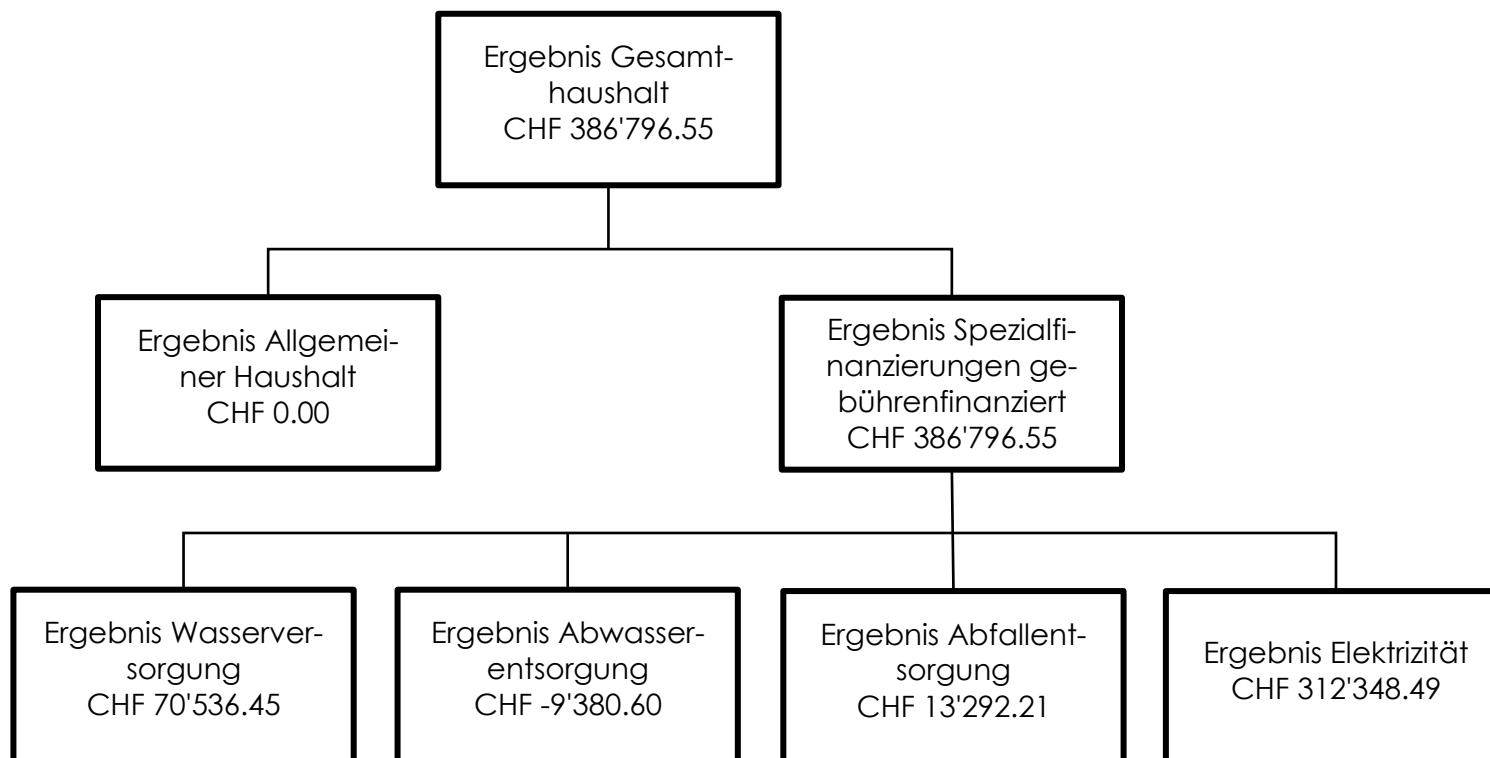 Ergebnis Gesamt-
haushalt
CHF 386'796.55
Ergebnis Allgemei-
ner Haushalt
CHF 0.00
Ergebnis Spezialfi-
nanzierungen ge-
bührenfinanziert
CHF 386'796.55
Ergebnis Wasserver-
sorgung
CHF 70'536.45
Ergebnis Abwasser-
entsorgung
CHF -9'380.60
Ergebnis Abfallent-
sorgung
CHF 13'292.21
Ergebnis Elektrizität
CHF 312'348.49